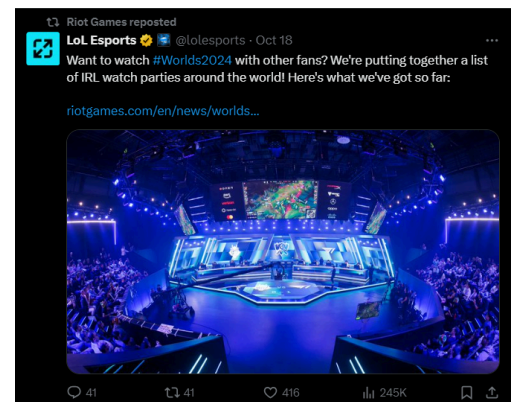 Riot Games reposted
LoL Esports @lolesports · Oct 18
Want to watch #Worlds2024 with other fans? We're putting together a list
of IRL watch parties around the world! Here's what we've got so far:
riotgames.com/en/news/worlds...
41 41 416 245K